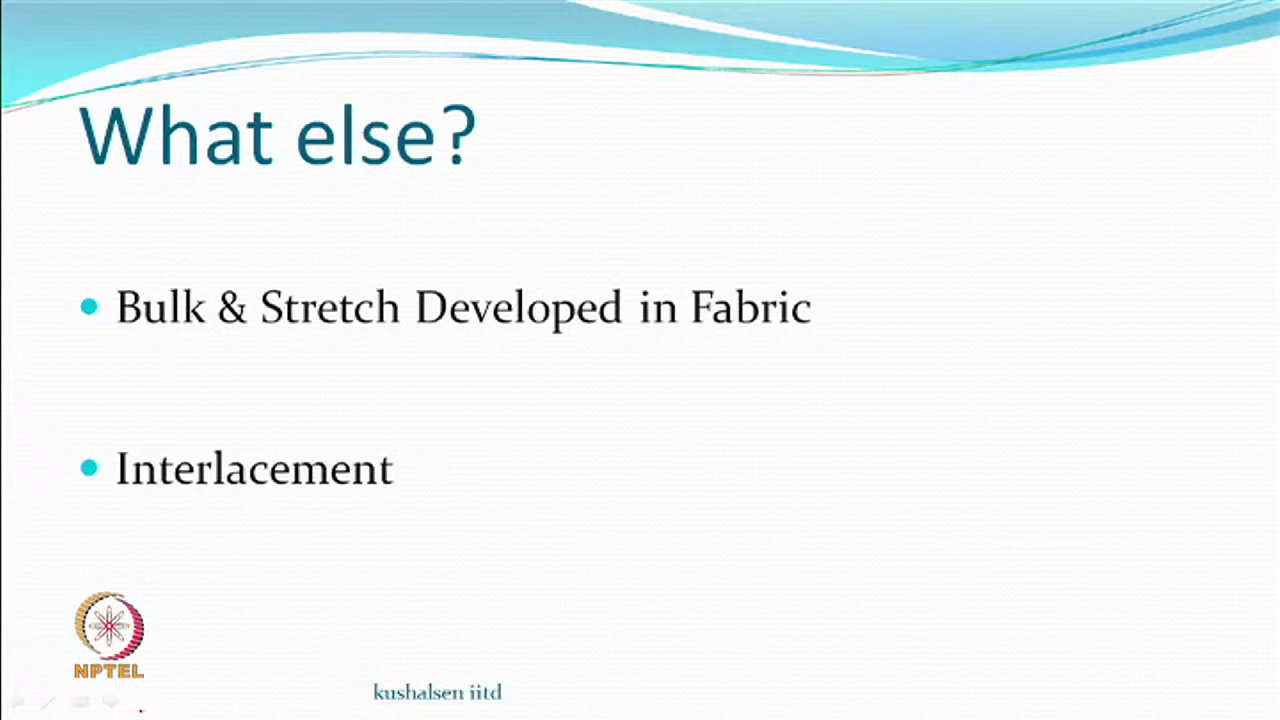 What else?
Bulk & Stretch Developed in Fabric
Interlacement
NPTEL
kushalsen iitd